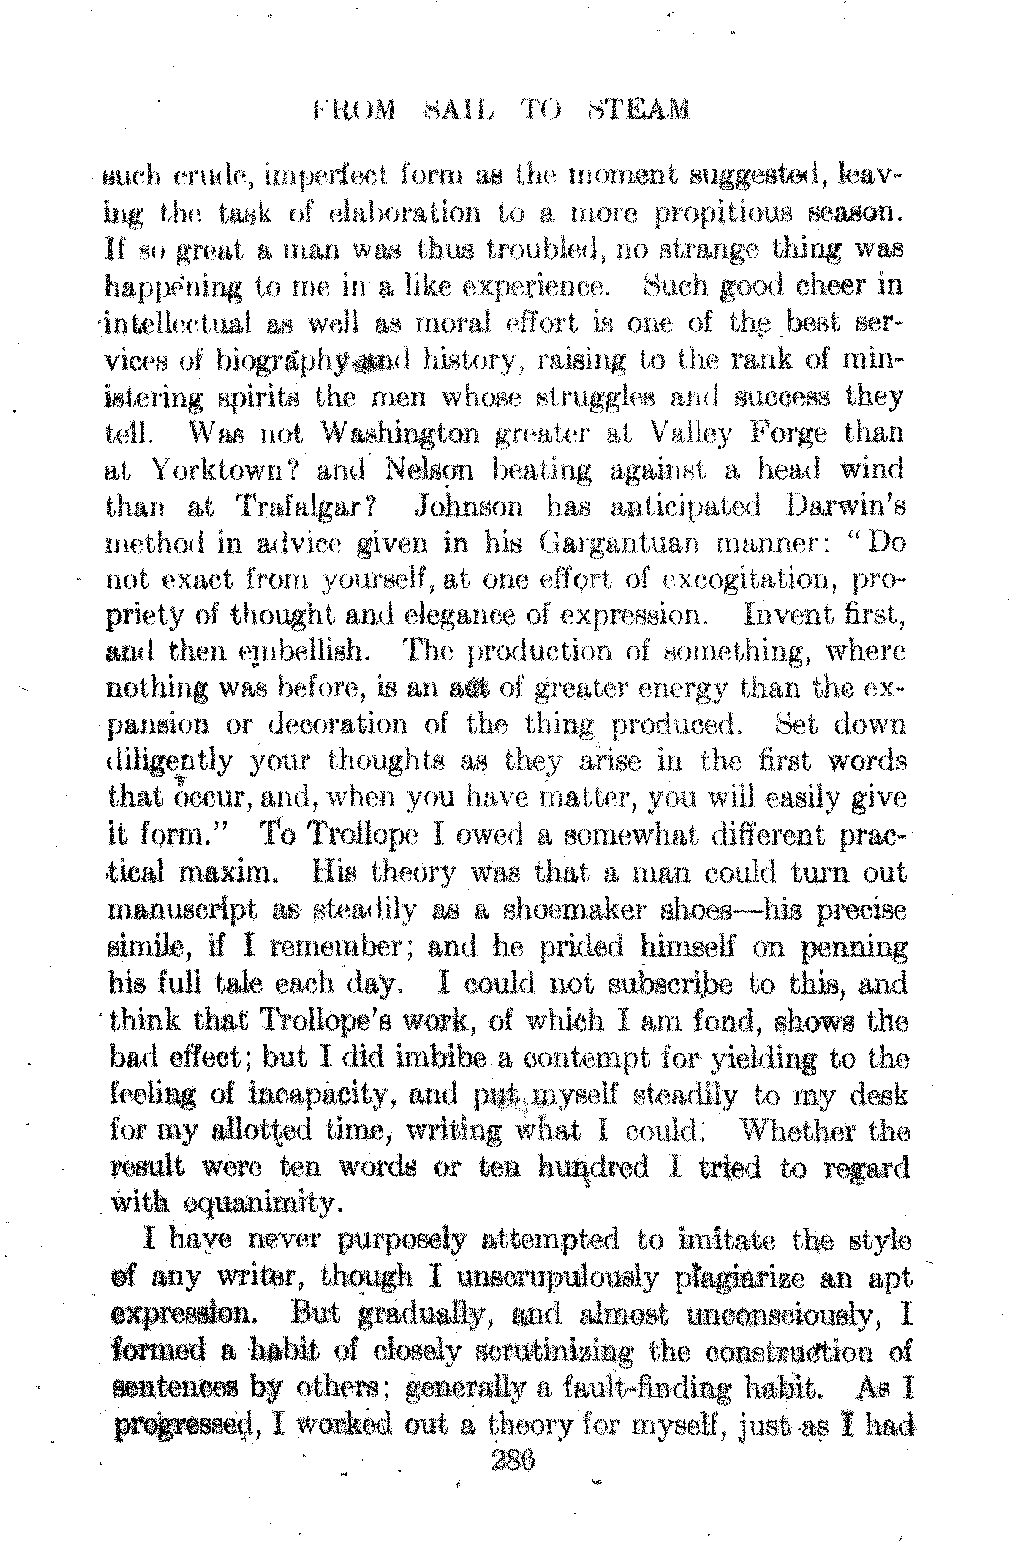 FROM SAIL TO STEAM
such crude, imperfect form as the moment suggested, leav-
ing the task of elaboration to a more propitious season.
If so great a man was thus troubled, no strange thing was
happening to me in a like experience. Such good cheer in
intellectual as well as moral effort is one of the best ser-
vices of biography and history, raising to the rank of min-
istering spirits the men whose struggles and success they
tell. Was not Washington greater at Valley Forge than
at Yorktown? and Nelson beating against a head wind
than at Trafalgar? Johnson has anticipated Darwin's
method in advice given in his Gargantuan manner: "Do
not exact from yourself, at one effort of excogitation, pro-
priety of thought and elegance of expression. Invent first,
and then embellish. The production of something, where
nothing was before, is an act of greater energy than the ex-
pansion or decoration of the thing produced. Set down
diligently your thoughts as they arise in the first words
that occur, and, when you have matter, you will easily give
it form." To Trollope I owed a somewhat different prac-
tical maxim. His theory was that a man could turn out
manuscript as steadily as a shoemaker shoes—his precise
simile, if I remember; and he prided himself on penning
his full tale each day. I could not subscribe to this, and
think that Trollope's work, of which I am fond, shows the
bad effect; but I did imbibe a contempt for yielding to the
feeling of incapacity, and put myself steadily to my desk
for my allotted time, writing what I could. Whether the
result were ten words or ten hundred I tried to regard
with equanimity.
I have never purposely attempted to imitate the style
of any writer, though I unscrupulously plagiarize an apt
expression. But gradually, and almost unconsciously, I
formed a habit of closely scrutinizing the construction of
sentences by others; generally a fault-finding habit. As I
progressed, I worked out a theory for myself, just as I had
286